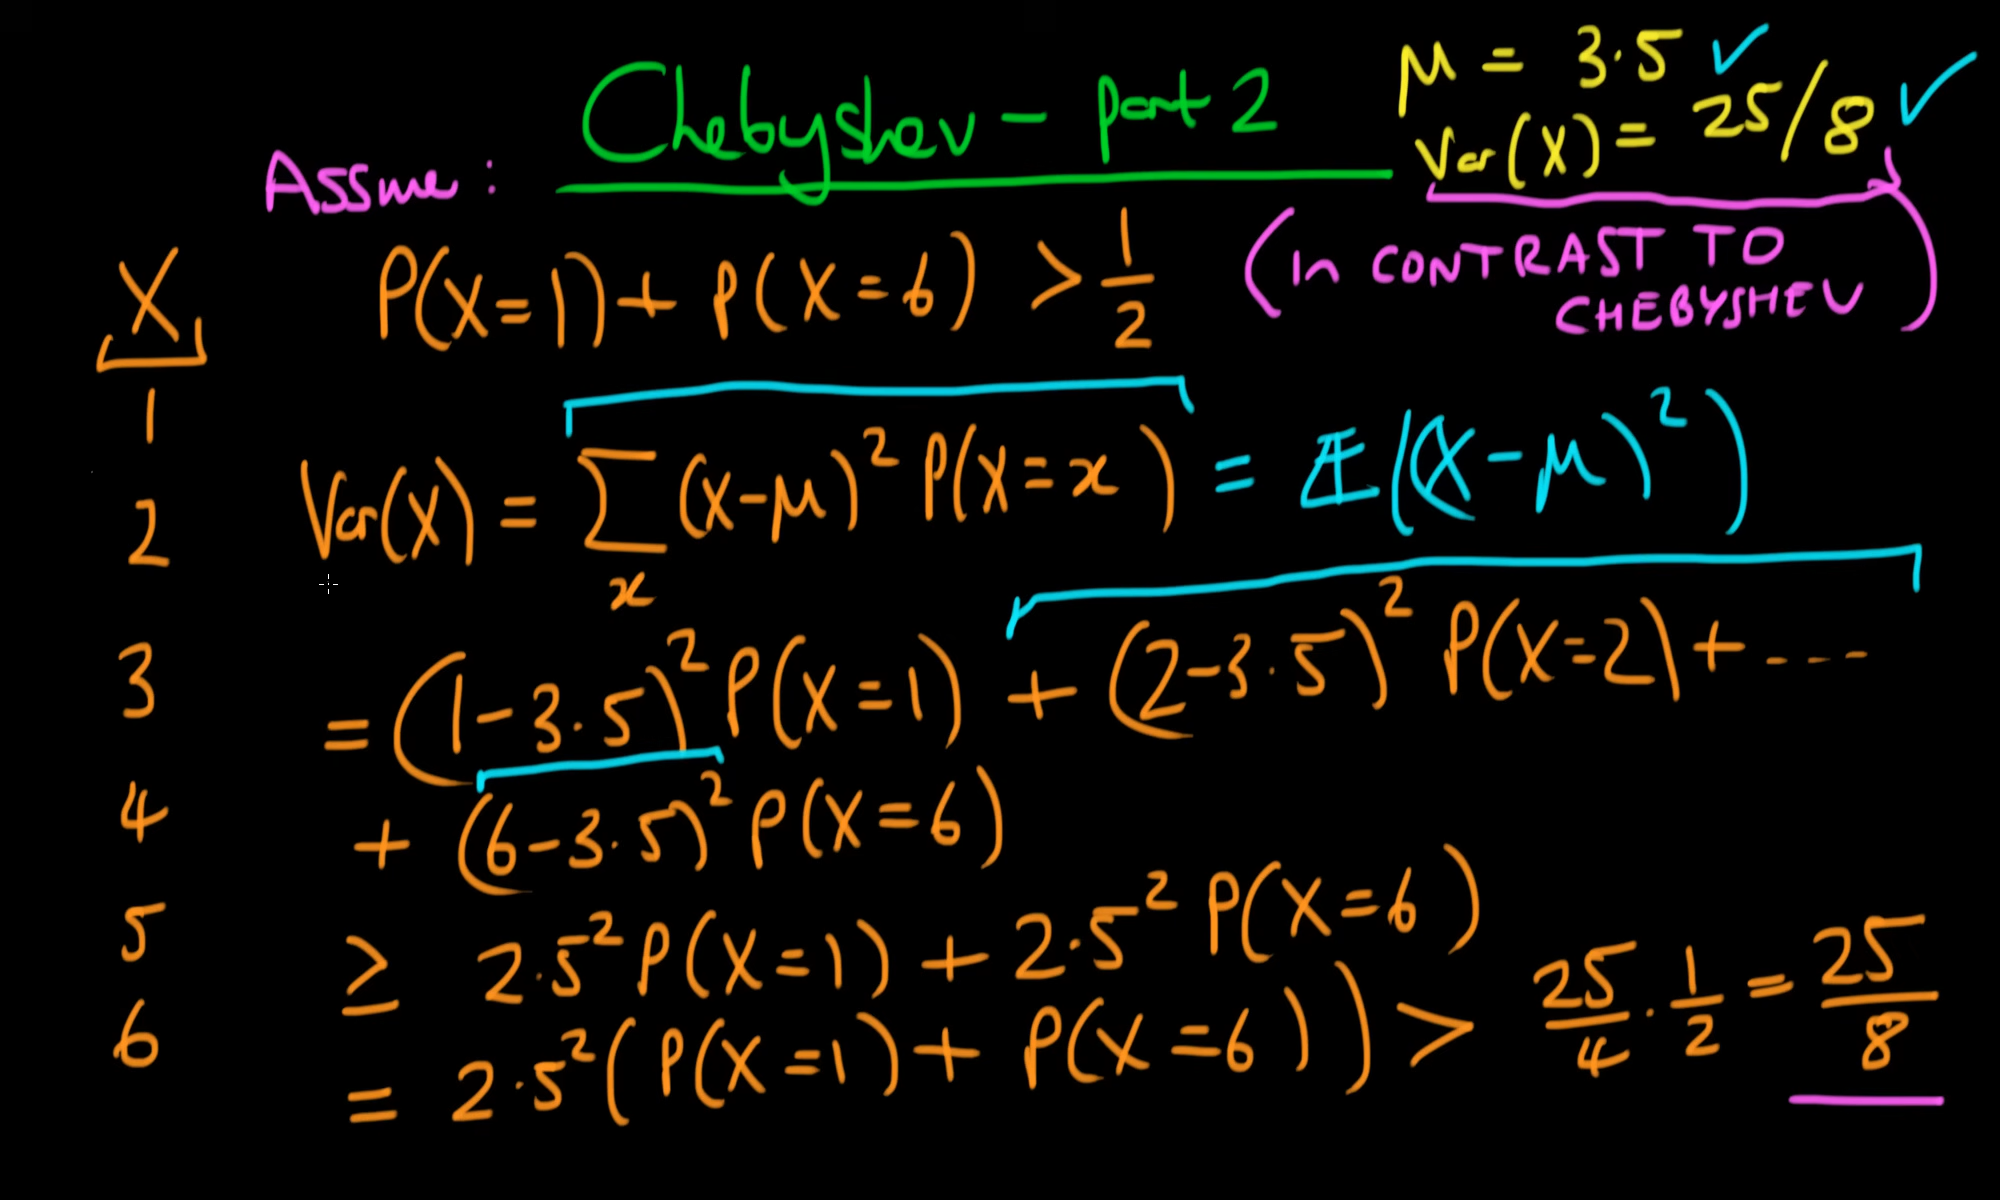 Chebyshev - part 2
μ = 3.5 ✓
Var(X) = 25/8 ✓
Assme:
P(X=1) + P(X=6) > 1/2
(In CONTRAST TO
CHEBYSHEV)
X
1
2
3
4
5
6
Var(X) = ∑ₓ (x-μ)² P(X=x) = E((X-μ)²)
= (1-3.5)² P(X=1) + (2-3.5)² P(X=2) + ----
+ (6-3.5)² P(X=6)
≥ 2.5² P(X=1) + 2.5² P(X=6)
= 2.5² (P(X=1) + P(X=6)) > 25/4 . 1/2 = 25/8